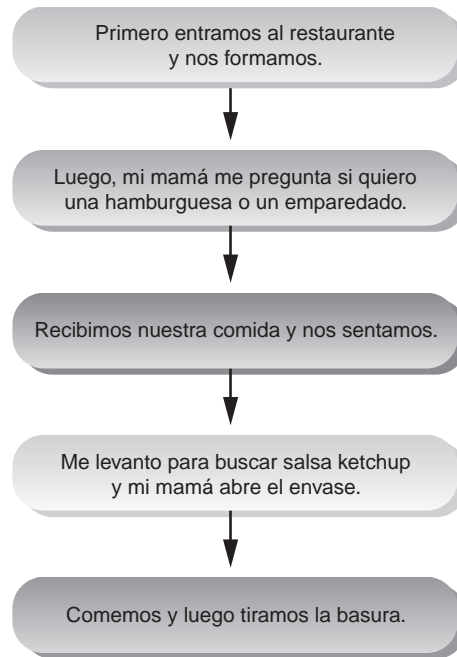 Primero entramos al restaurante
y nos formamos.
Luego, mi mamá me pregunta si quiero
una hamburguesa o un emparedado.
Recibimos nuestra comida y nos sentamos.
Me levanto para buscar salsa ketchup
y mi mamá abre el envase.
Comemos y luego tiramos la basura.